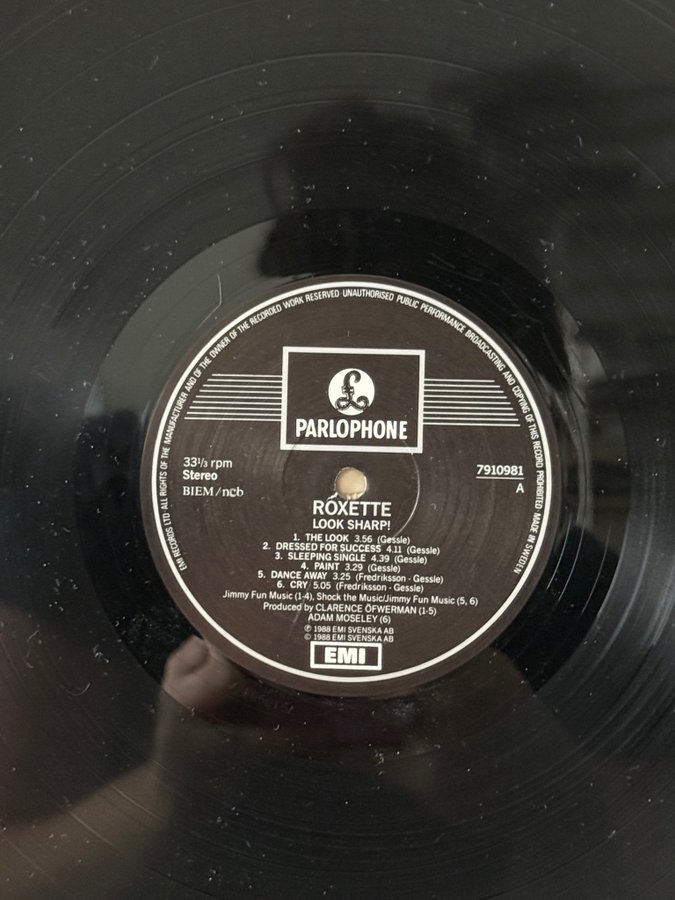 EMI RECORDS LTD ALL RIGHTS OF THE MANUFACTURER AND OF THE OWNER OF THE RECORDED WORK RESERVED UNAUTHORISED PUBLIC PERFORMANCE BROADCASTING AND COPYING OF THIS RECORD PROHIBITED · MADE IN SWEDEN
£
PARLOPHONE
33⅓ rpm
Stereo
BIEM/ncb
7910981
A
ROXETTE
LOOK SHARP!
1. THE LOOK 3.56 (Gessle)
2. DRESSED FOR SUCCESS 4.11 (Gessle)
3. SLEEPING SINGLE 4.39 (Gessle)
4. PAINT 3.29 (Gessle)
5. DANCE AWAY 3.25 (Fredriksson - Gessle)
6. CRY 5.05 (Fredriksson - Gessle)
Jimmy Fun Music (1-4), Shock the Music/Jimmy Fun Music (5, 6)
Produced by CLARENCE ÖFWERMAN (1-5)
ADAM MOSELEY (6)
℗ 1988 EMI SVENSKA AB
© 1988 EMI SVENSKA AB
EMI